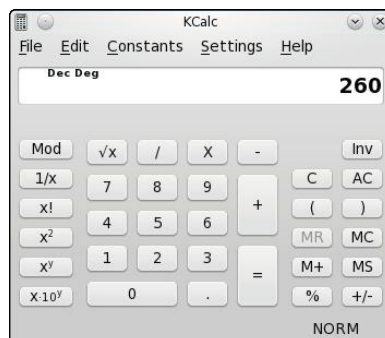 KCalc
File Edit Constants Settings Help
Dec Deg
260
Mod √x / X - Inv
1/x 7 8 9 + C AC
x! 4 5 6 ( )
x² MR MC
xʸ 1 2 3 = M+ MS
x·10ʸ 0 . % +/-
NORM